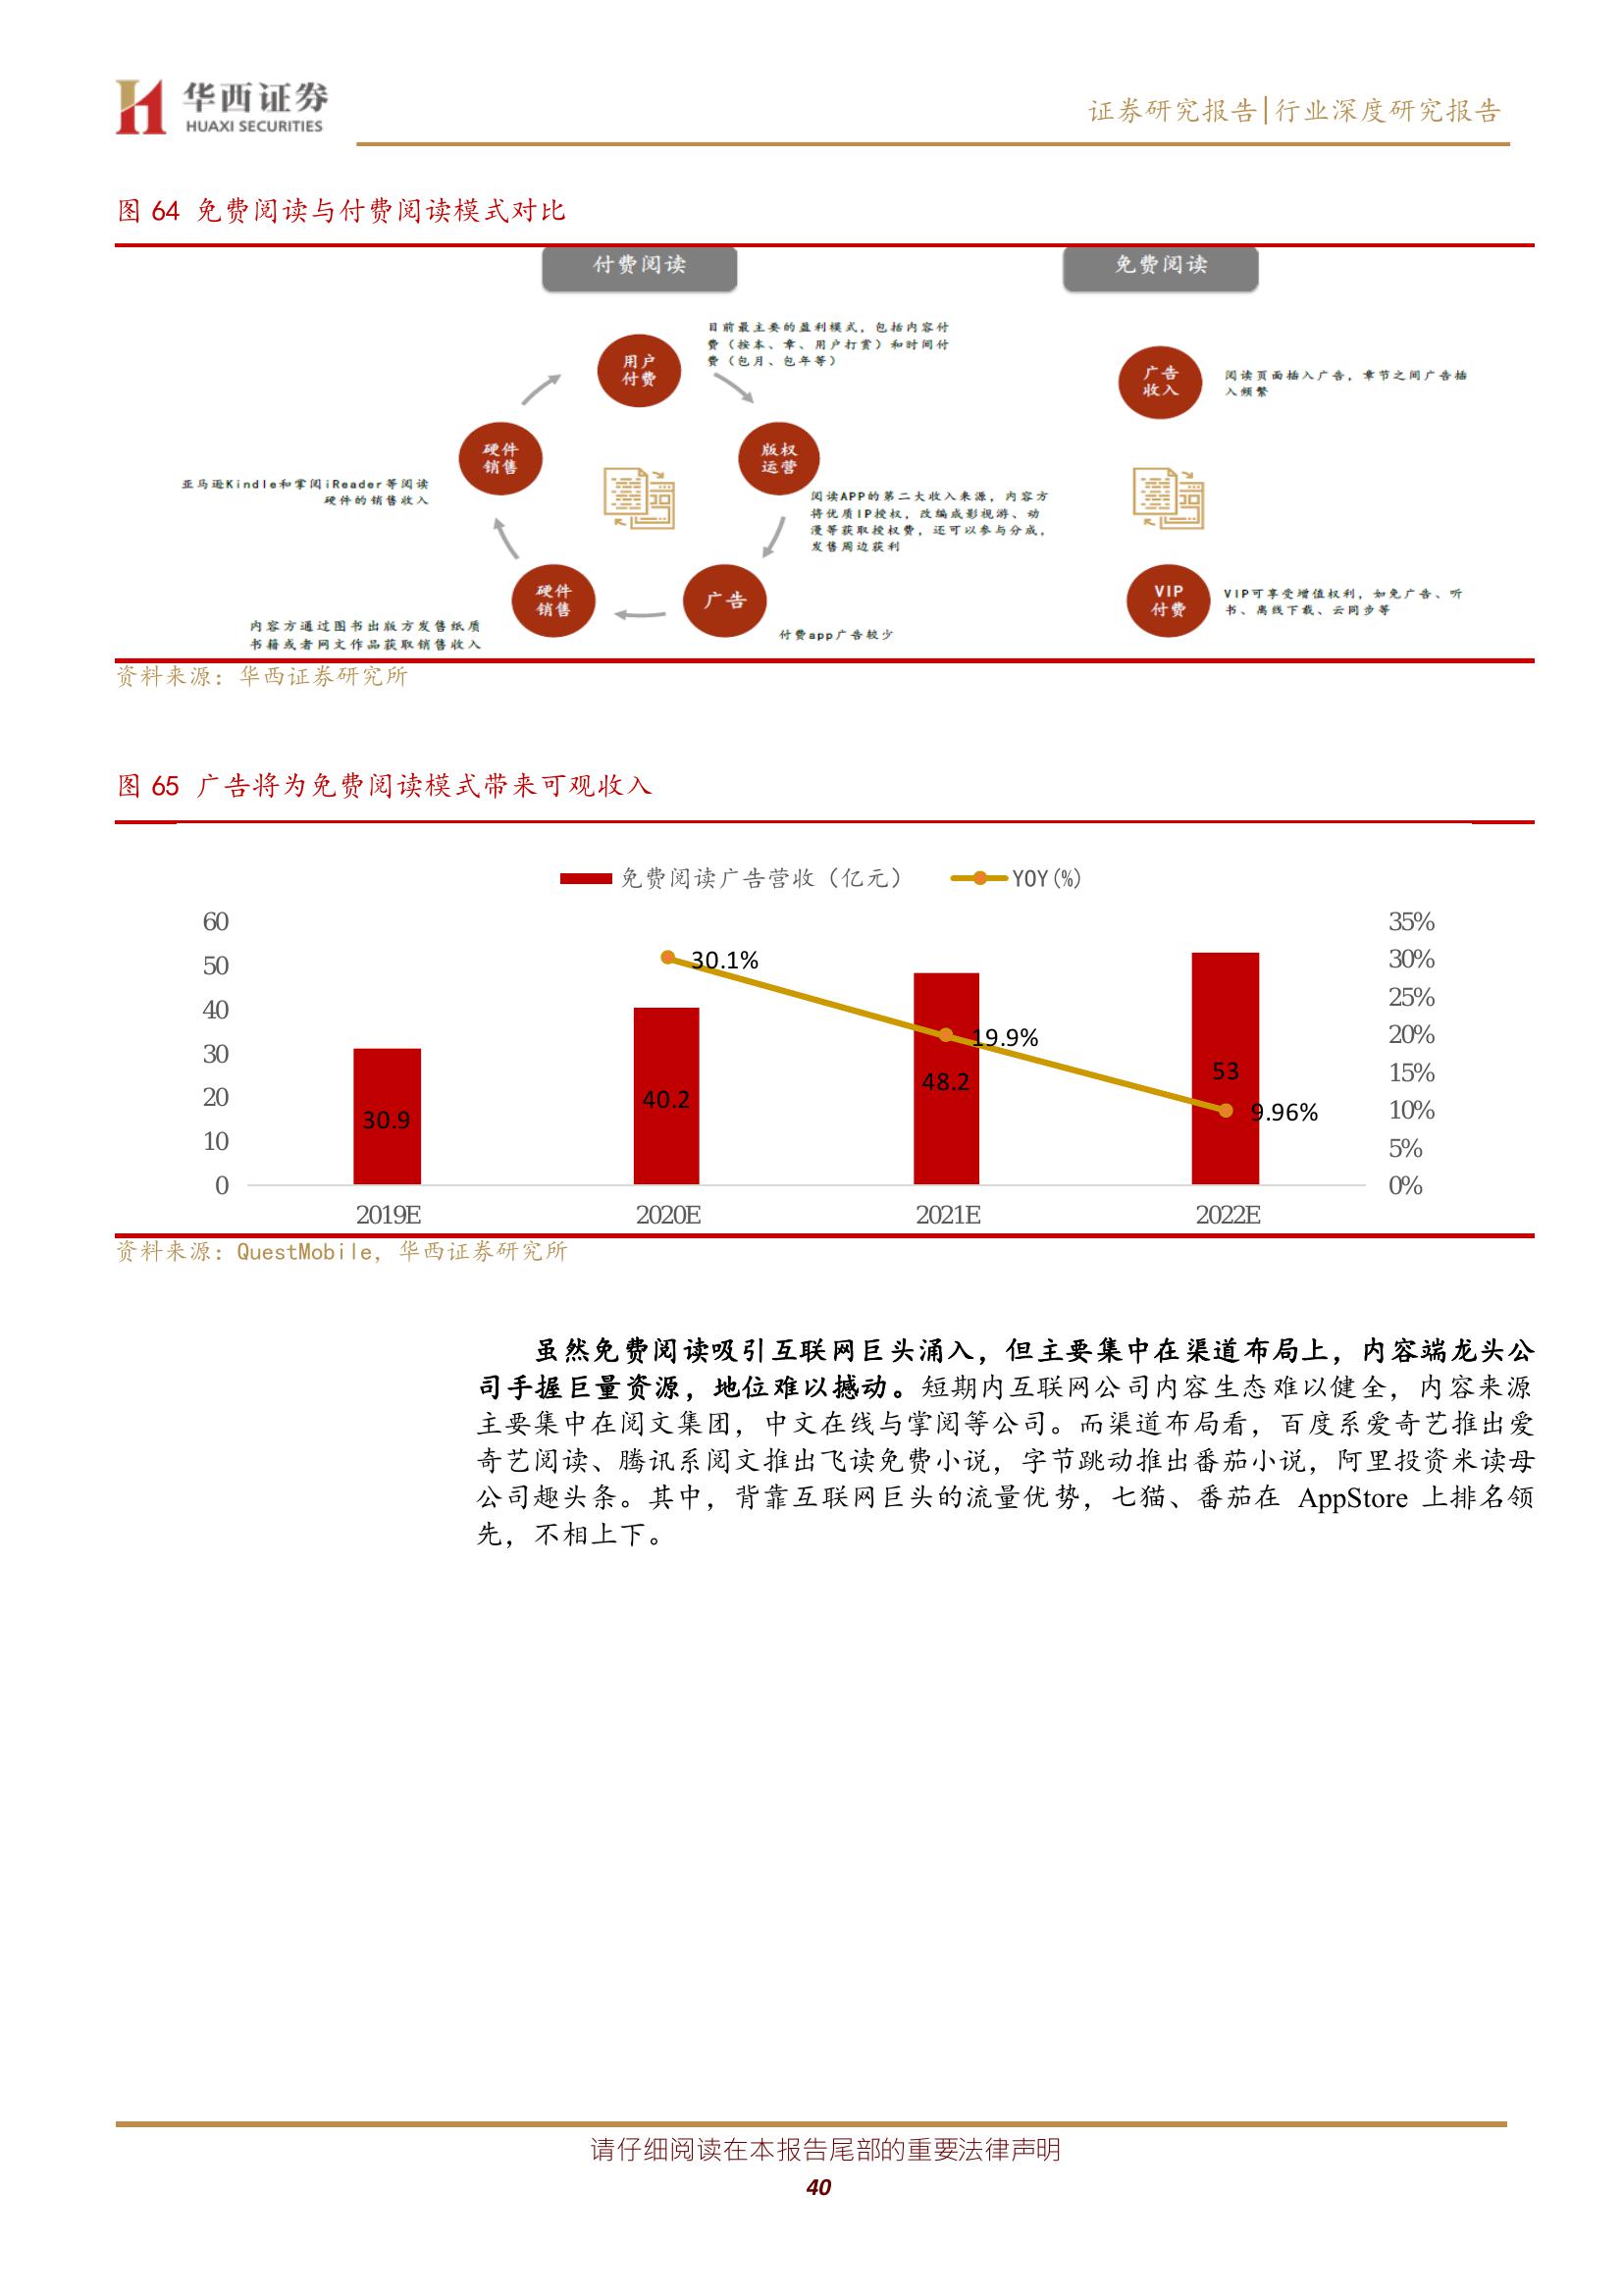 华西证券
HUAXI SECURITIES
证券研究报告|行业深度研究报告
图 64 免费阅读与付费阅读模式对比
付费阅读
免费阅读
用户
付费
目前最主要的盈利模式，包括内容付
费（按本、章、用户打赏）和时间付
费（包月、包年等）
版权
运营
阅读APP的第二大收入来源，内容方
将优质IP授权，改编成影视游、动
漫等获取授权费，还可以参与分成，
发售周边获利
广告
付费app广告较少
硬件
销售
内容方通过图书出版方发售纸质
书籍或者网文作品获取销售收入
硬件
销售
亚马逊Kindle和掌阅iReader等阅读
硬件的销售收入
广告
收入
阅读页面插入广告，章节之间广告插
入频繁
VIP
付费
VIP可享受增值权利，如免广告、听
书、离线下载、云同步等
资料来源：华西证券研究所
图 65 广告将为免费阅读模式带来可观收入
免费阅读广告营收（亿元）
YOY(%)
60
50
40
30
20
10
0
35%
30%
25%
20%
15%
10%
5%
0%
30.1%
19.9%
9.96%
30.9
40.2
48.2
53
2019E
2020E
2021E
2022E
资料来源：QuestMobile，华西证券研究所
虽然免费阅读吸引互联网巨头涌入，但主要集中在渠道布局上，内容端龙头公
司手握巨量资源，地位难以撼动。短期内互联网公司内容生态难以健全，内容来源
主要集中在阅文集团，中文在线与掌阅等公司。而渠道布局看，百度系爱奇艺推出爱
奇艺阅读、腾讯系阅文推出飞读免费小说，字节跳动推出番茄小说，阿里投资米读母
公司趣头条。其中，背靠互联网巨头的流量优势，七猫、番茄在 AppStore 上排名领
先，不相上下。
请仔细阅读在本报告尾部的重要法律声明
40